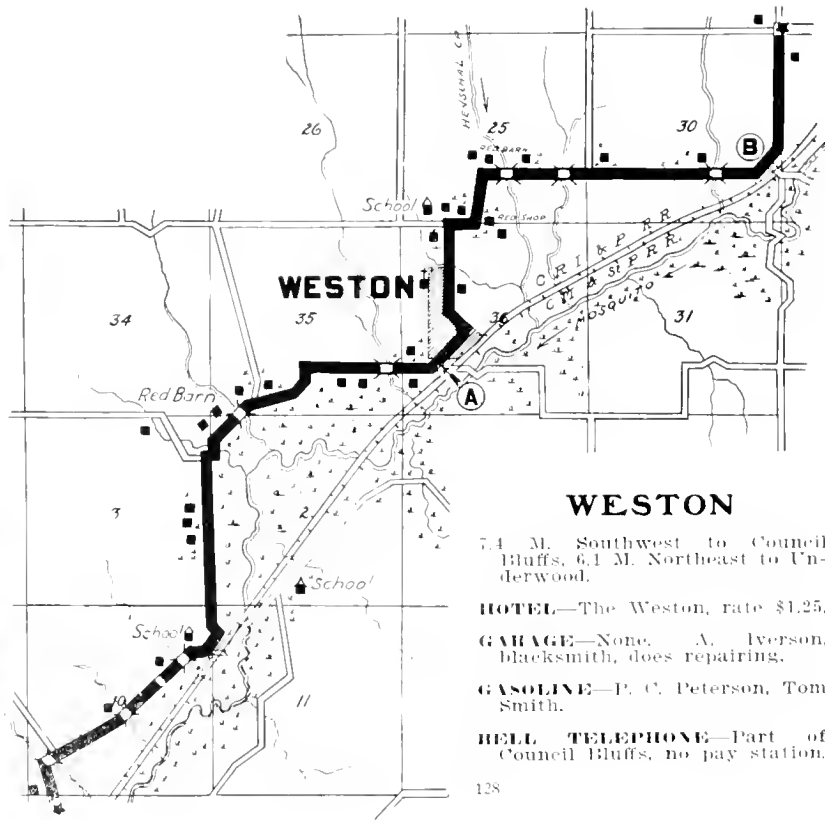 HENSCHAL CR
26
25
30
RED BARN
B
School
RED SHOP
C R I & P R R
WESTON
C M & St P R R
34
35
36
MOSQUITO
31
Red Barn
A
3
2
School
School
10
11
WESTON
7.4 M. Southwest to Council
Bluffs, 6.1 M. Northeast to Un-
derwood.
HOTEL—The Weston, rate $1.25.
GARAGE—None. A. Iverson,
blacksmith, does repairing.
GASOLINE—P. C. Peterson, Tom
Smith.
BELL TELEPHONE—Part of
Council Bluffs, no pay station.
128